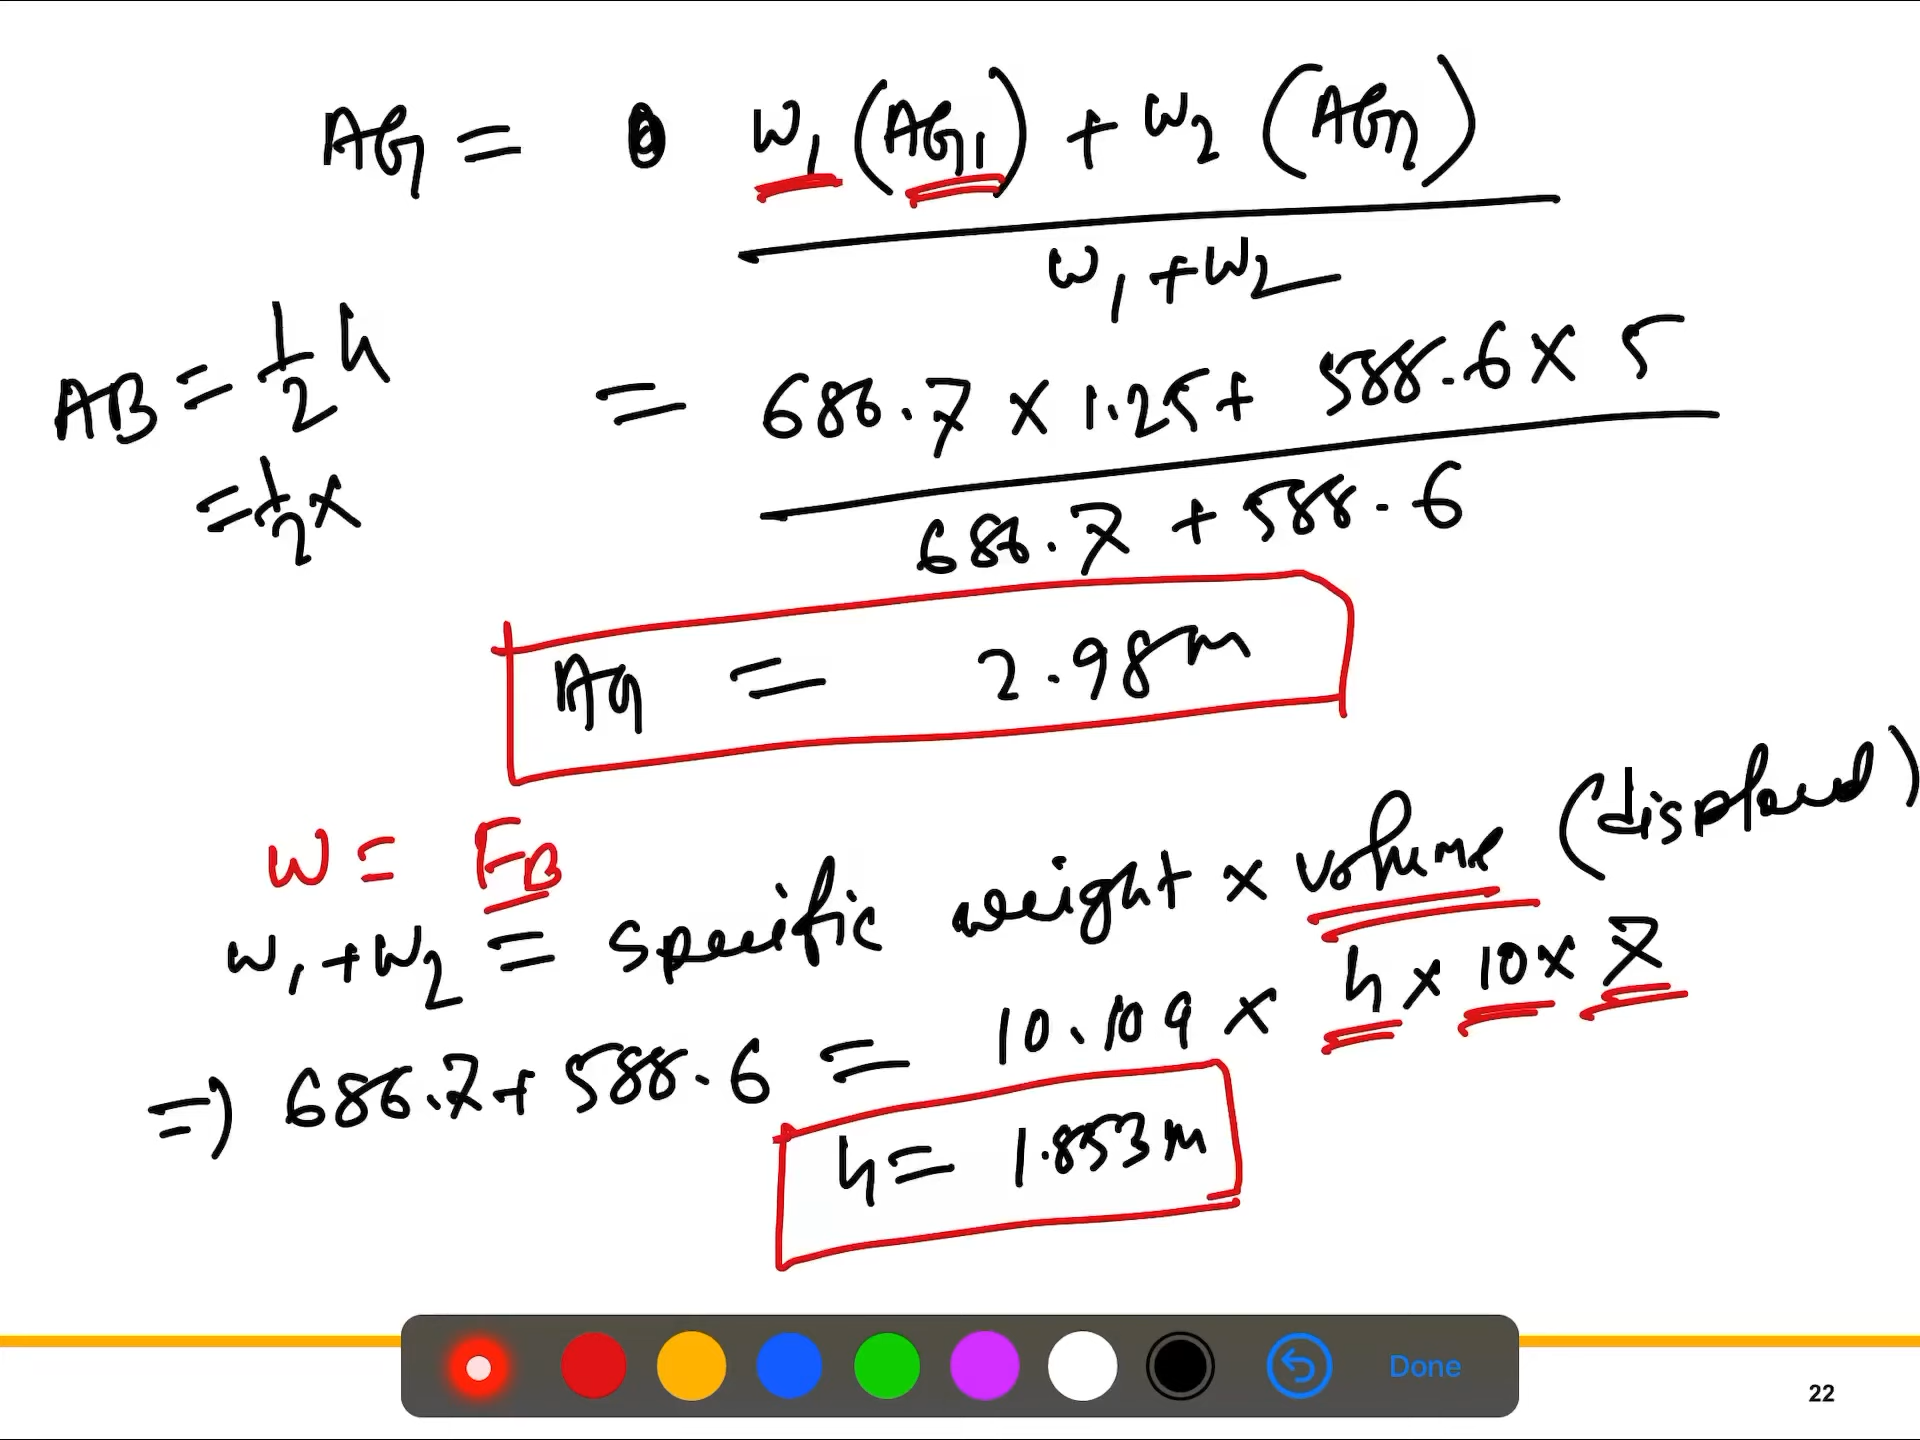 AG = W1 (AG1) + W2 (AG2)
W1 + W2
AB = 1/2 h
= 686.7 x 1.25 + 588.6 x 5
= 1/2 x
686.7 + 588.6
AG = 2.98m
W = FB
W1 + W2 = specific weight x volume (displaced)
=> 686.7 + 588.6 = 10.109 x h x 10 x 7
h = 1.853 m
Done
22